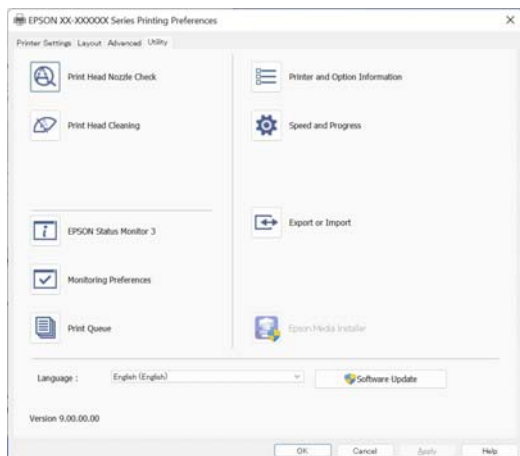 EPSON XX-XXXXXX Series Printing Preferences
Printer Settings Layout Advanced Utility
Print Head Nozzle Check
Printer and Option Information
Print Head Cleaning
Speed and Progress
EPSON Status Monitor 3
Export or Import
Monitoring Preferences
Print Queue
Epson Media Installer
Language :
English (English)
Software Update
Version 9.00.00.00
OK
Cancel
Apply
Help